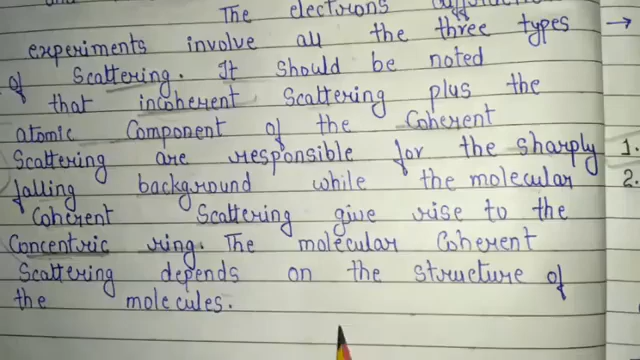 The electrons
experiments involve all the three types →
of Scattering. It should be noted
that incoherent Scattering plus the
atomic Component of the Coherent
Scattering are responsible for the sharply 1.
falling background while the molecular 2.
Coherent Scattering give rise to the
Concentric ring. The molecular Coherent
Scattering depends on the structure of
the molecules.